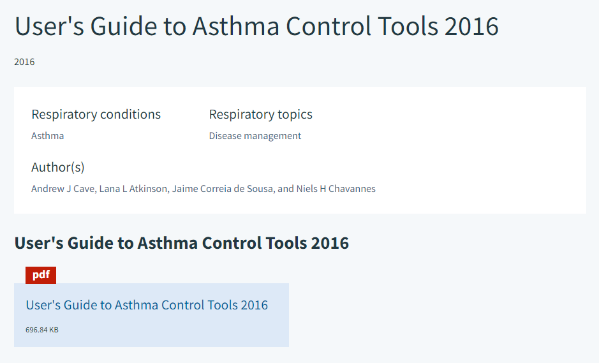 User's Guide to Asthma Control Tools 2016
2016
Respiratory conditions
Respiratory topics
Asthma
Disease management
Author(s)
Andrew J Cave, Lana L Atkinson, Jaime Correia de Sousa, and Niels H Chavannes
User's Guide to Asthma Control Tools 2016
pdf
User's Guide to Asthma Control Tools 2016
696.84 KB